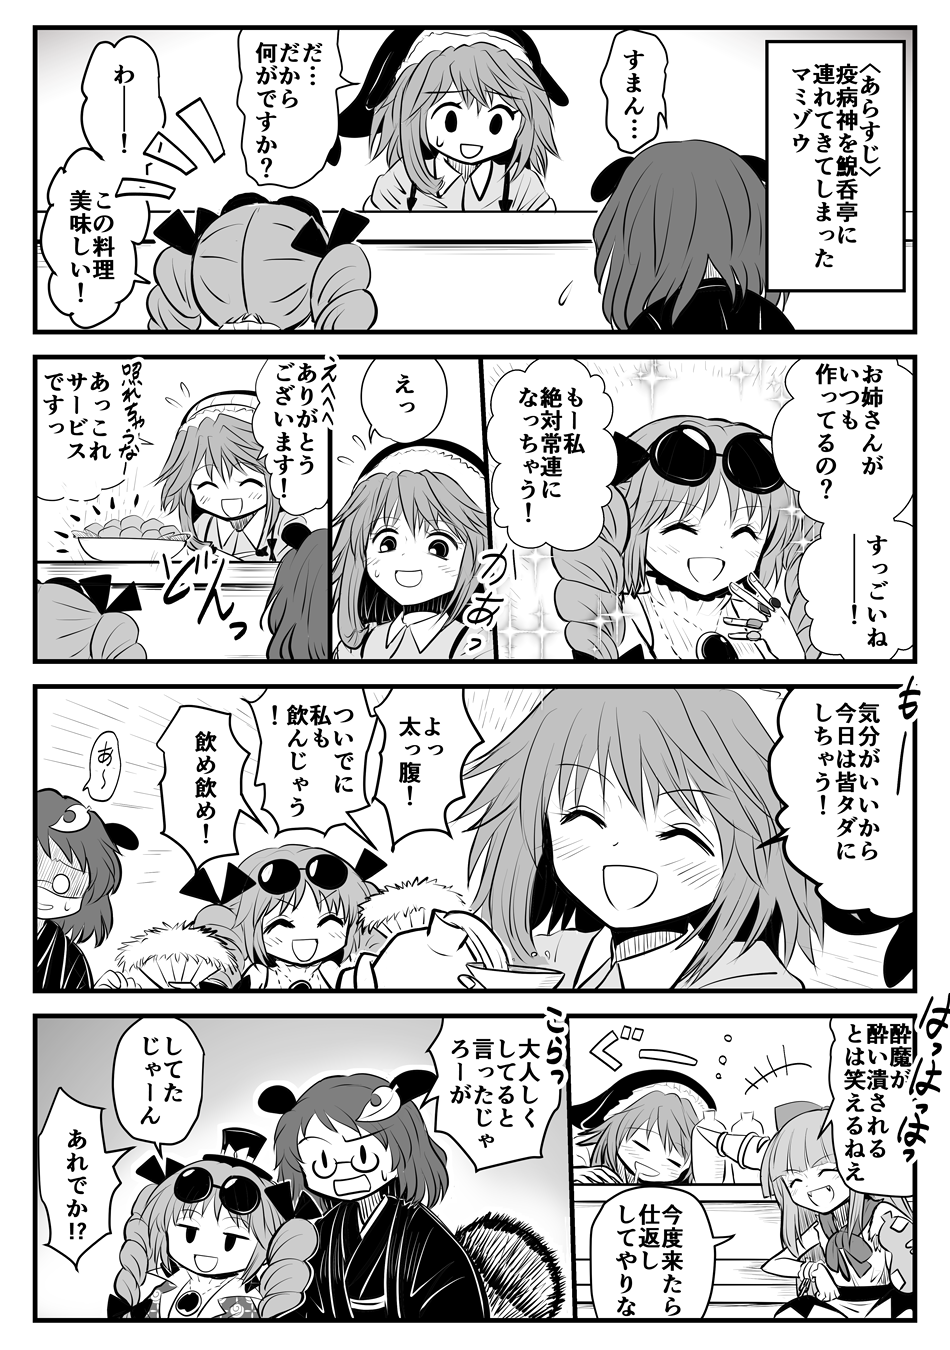 〈あらすじ〉
疫病神を鯢呑亭に
連れてきてしまった
マミゾウ
すまん…
だ…
だから
何がですか？
わ
――！
この料理
美味しい！
お姉さんが
いつも
作ってるの？
すっごいね
――！
もー私
絶対常連に
なっちゃう！
かあっ
えっ
えへへへ
ありがとう
ございます！
照れちゃうなー
あっこれ
サービス
ですっ
どんっ
も――
気分がいいから
今日は皆タダに
しちゃう！
よっ
太っ腹！
ついでに
私も
飲んじゃう
！
飲め飲め！
あ〜
はっはっはっ
酔魔が
酔い潰される
とは笑えるねえ
ぐー
今度来たら
仕返し
してやりな
こらっ
大人しく
してると
言ったじゃ
ろーが
してた
じゃーん
あれでか!?